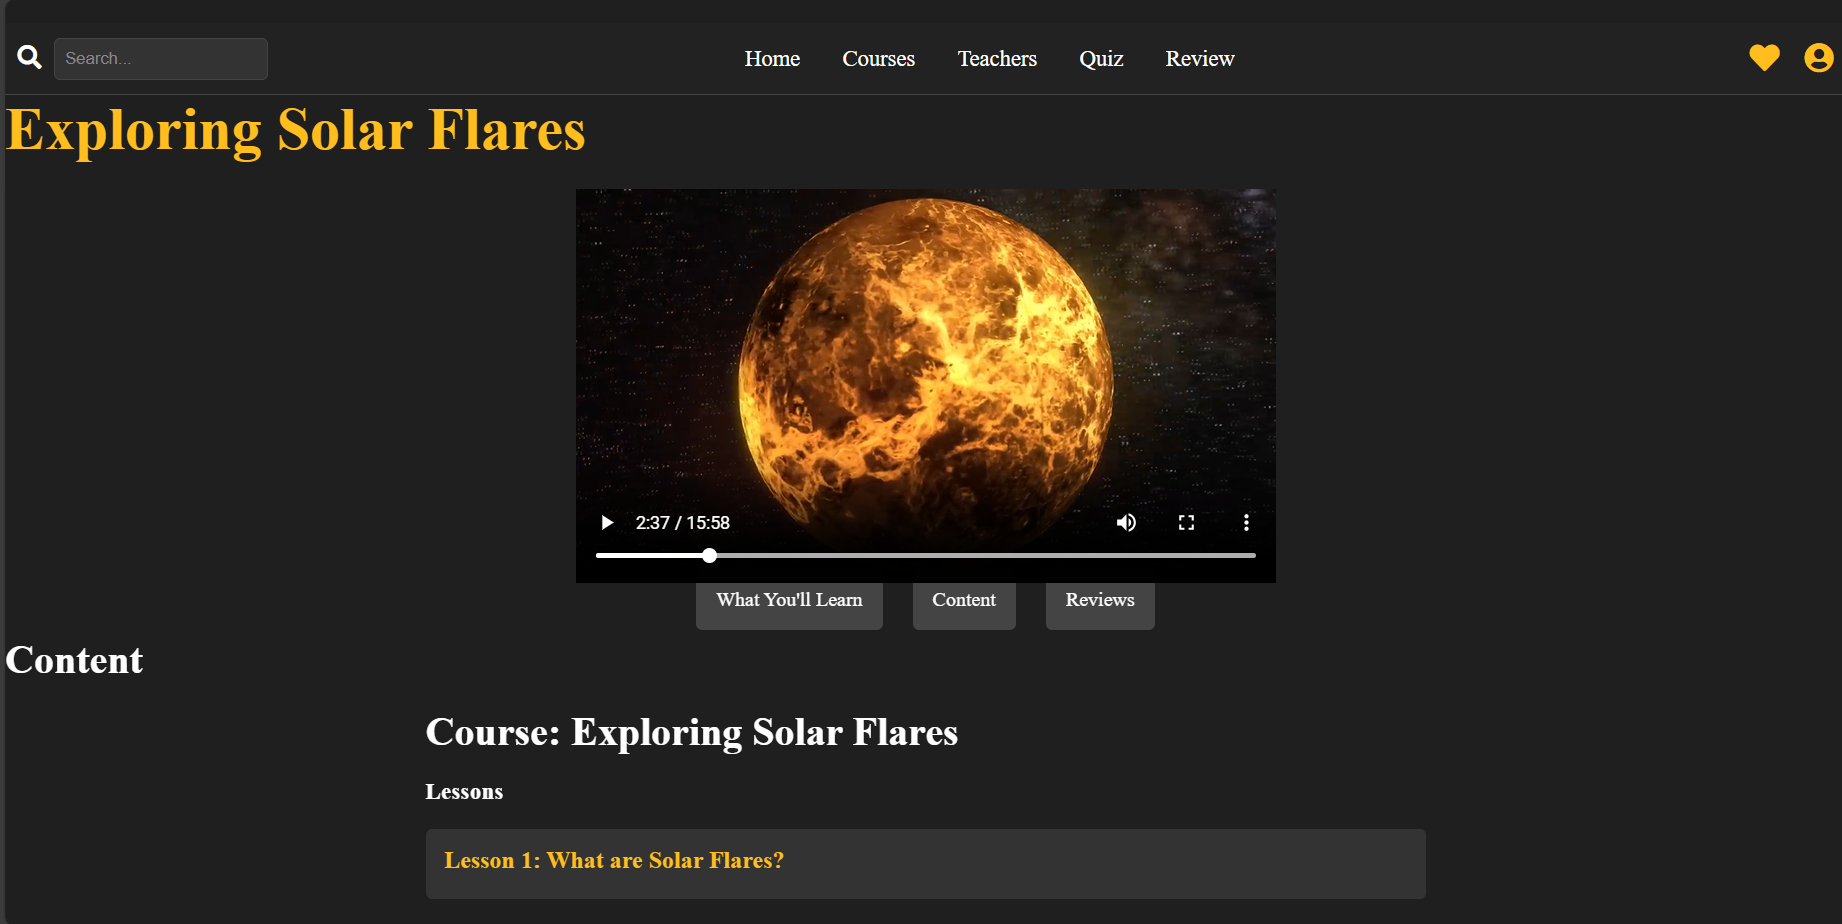 Search...
Home Courses Teachers Quiz Review
Exploring Solar Flares
2:37 / 15:58
What You'll Learn Content Reviews
Content
Course: Exploring Solar Flares
Lessons
Lesson 1: What are Solar Flares?